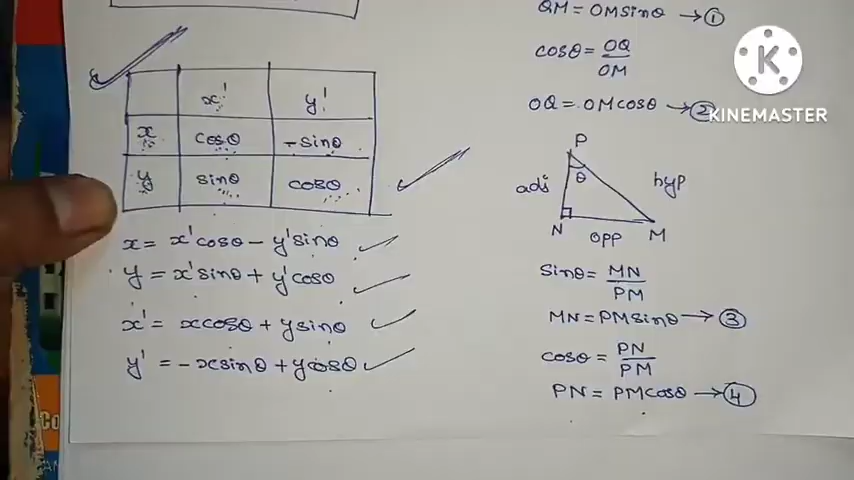 x' y'
x cosθ -sinθ
y sinθ cosθ
x = x'cosθ - y'sinθ
y = x'sinθ + y'cosθ
x' = xcosθ + ysinθ
y' = -xsinθ + ycosθ
QM = OMsinθ → 1
cosθ = OQ
OM
OQ = OMcosθ → 2
P
θ
adj
hyp
N
opp
M
sinθ = MN
PM
MN = PMsinθ → 3
cosθ = PN
PM
PN = PMcosθ → 4
K
KINEMASTER